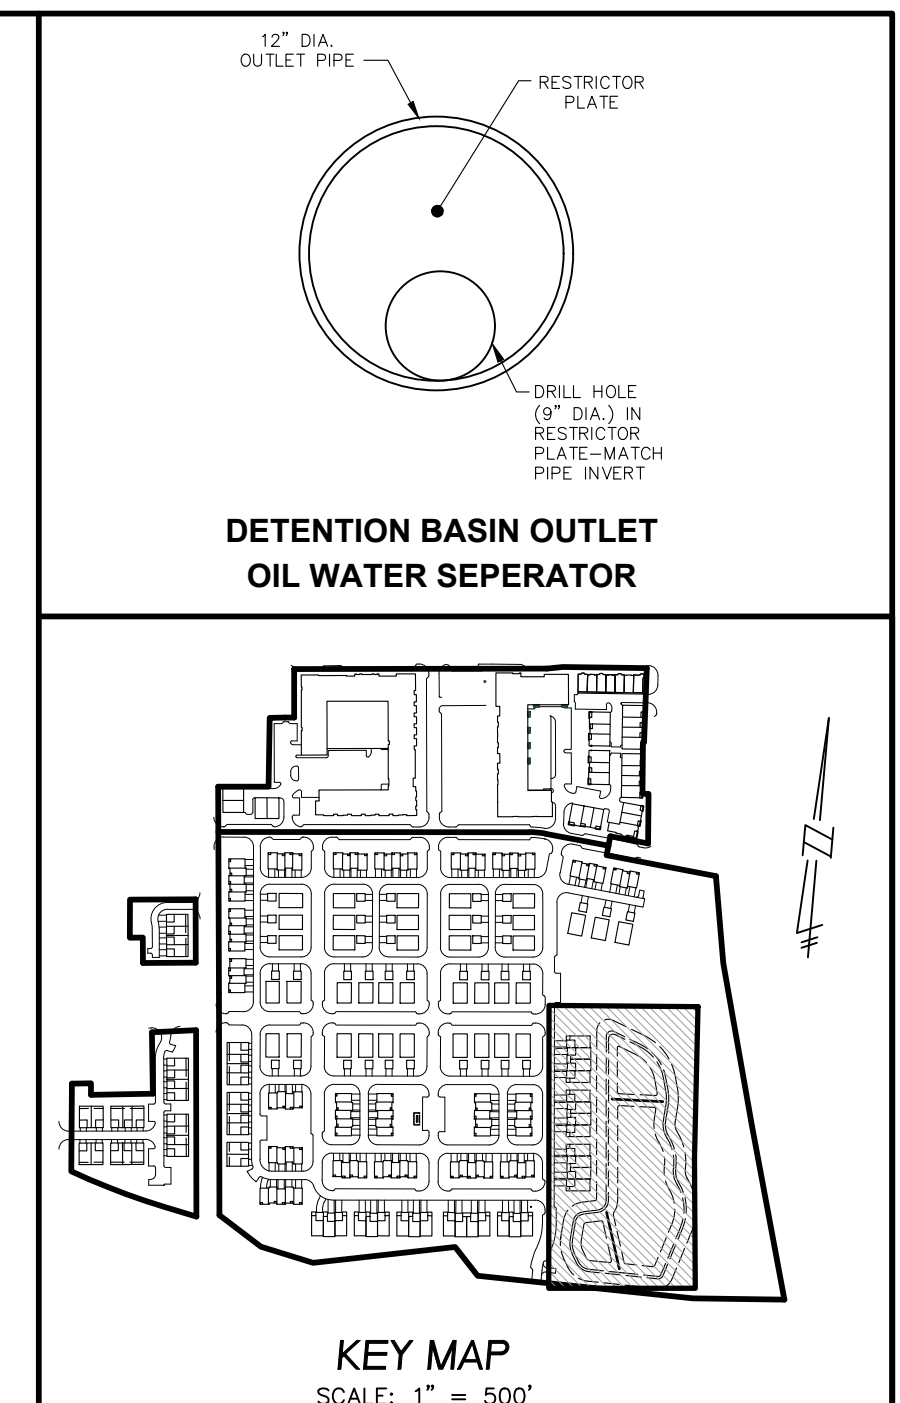 12” DIA.
OUTLET PIPE
RESTRICTOR
PLATE
DRILL HOLE
(9” DIA.) IN
RESTRICTOR
PLATE–MATCH
PIPE INVERT
DETENTION BASIN OUTLET
OIL WATER SEPERATOR
N
KEY MAP
SCALE: 1” = 500’